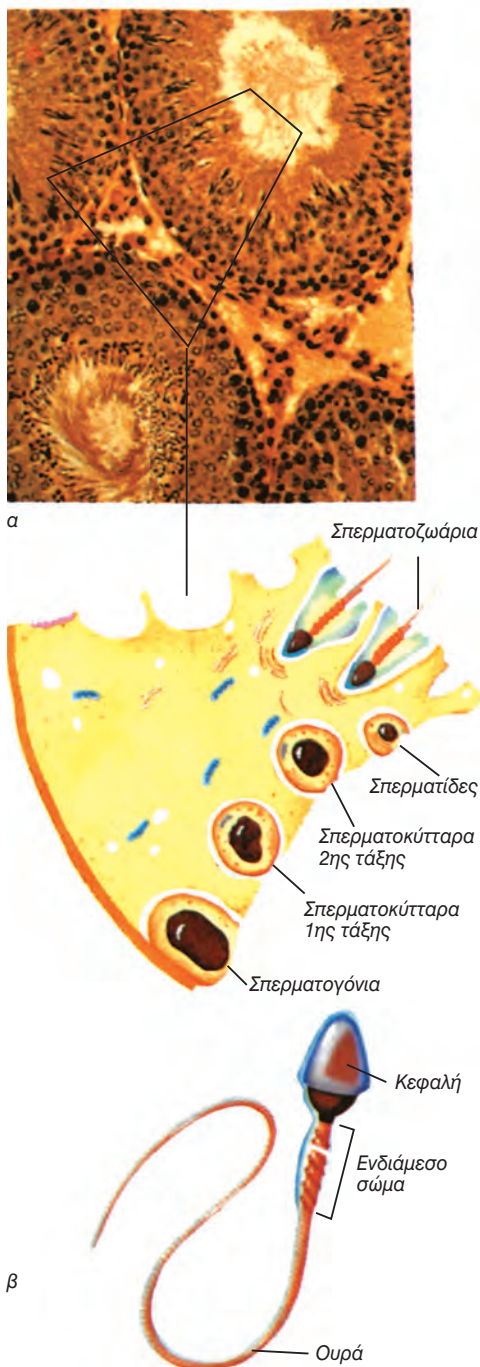 α
Σπερματοζωάρια
Σπερματίδες
Σπερματοκύτταρα
2ης τάξης
Σπερματοκύτταρα
1ης τάξης
Σπερματογόνια
Κεφαλή
Ενδιάμεσο
σώμα
β
Ουρά